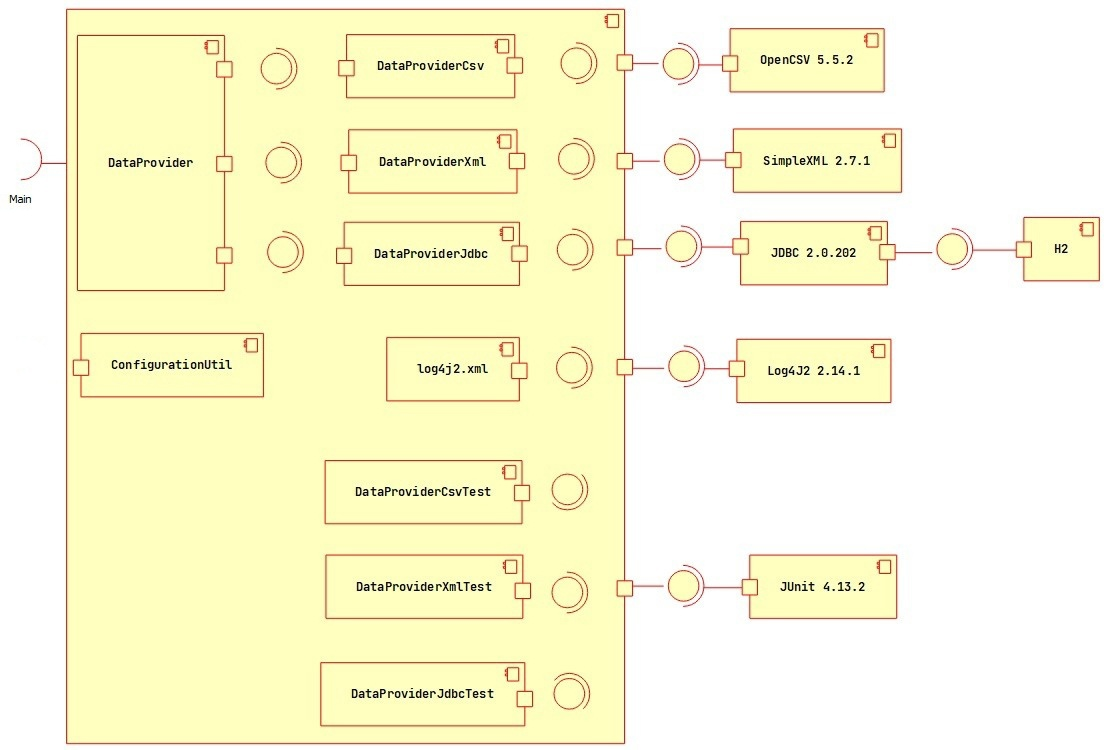 DataProviderCsv
OpenCSV 5.5.2
DataProvider
DataProviderXml
SimpleXML 2.7.1
Main
DataProviderJdbc
JDBC 2.0.202
H2
ConfigurationUtil
log4j2.xml
Log4J2 2.14.1
DataProviderCsvTest
DataProviderXmlTest
JUnit 4.13.2
DataProviderJdbcTest